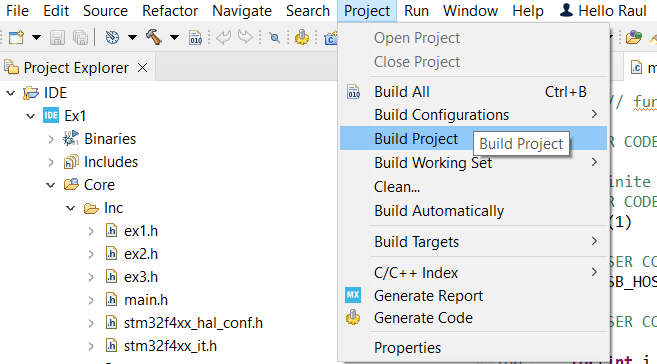 File Edit Source Refactor Navigate Search Project Run Window Help Hello Raul
Project Explorer
IDE
Ex1
Binaries
Includes
Core
Inc
ex1.h
ex2.h
ex3.h
main.h
stm32f4xx_hal_conf.h
stm32f4xx_it.h
Open Project
Close Project
Build All Ctrl+B
Build Configurations
Build Project
Build Project
Build Working Set
Clean...
Build Automatically
Build Targets
C/C++ Index
MX Generate Report
Generate Code
Properties
m
// fun
R CODE
inite
R CODE
(1)
SER CO
SB_HOS
SER CO
int i